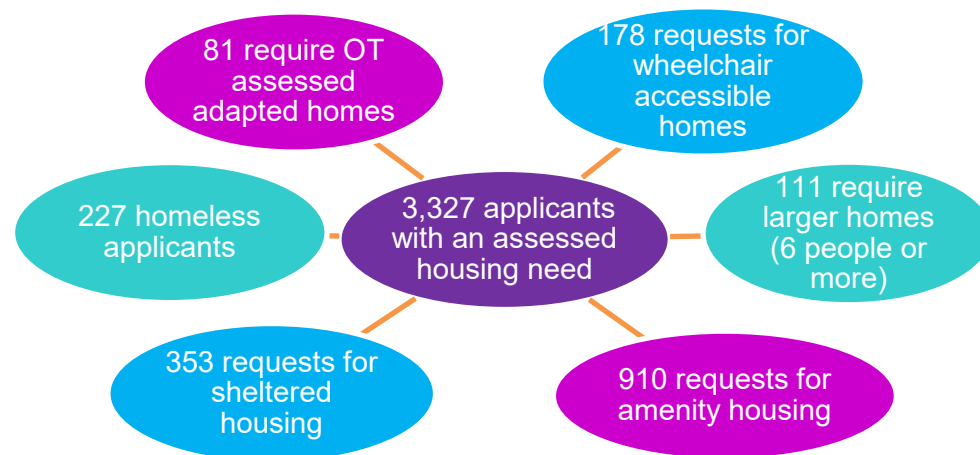 81 require OT
assessed
adapted homes
178 requests for
wheelchair
accessible
homes
227 homeless
applicants
3,327 applicants
with an assessed
housing need
111 require
larger homes
(6 people or
more)
353 requests for
sheltered
housing
910 requests for
amenity housing